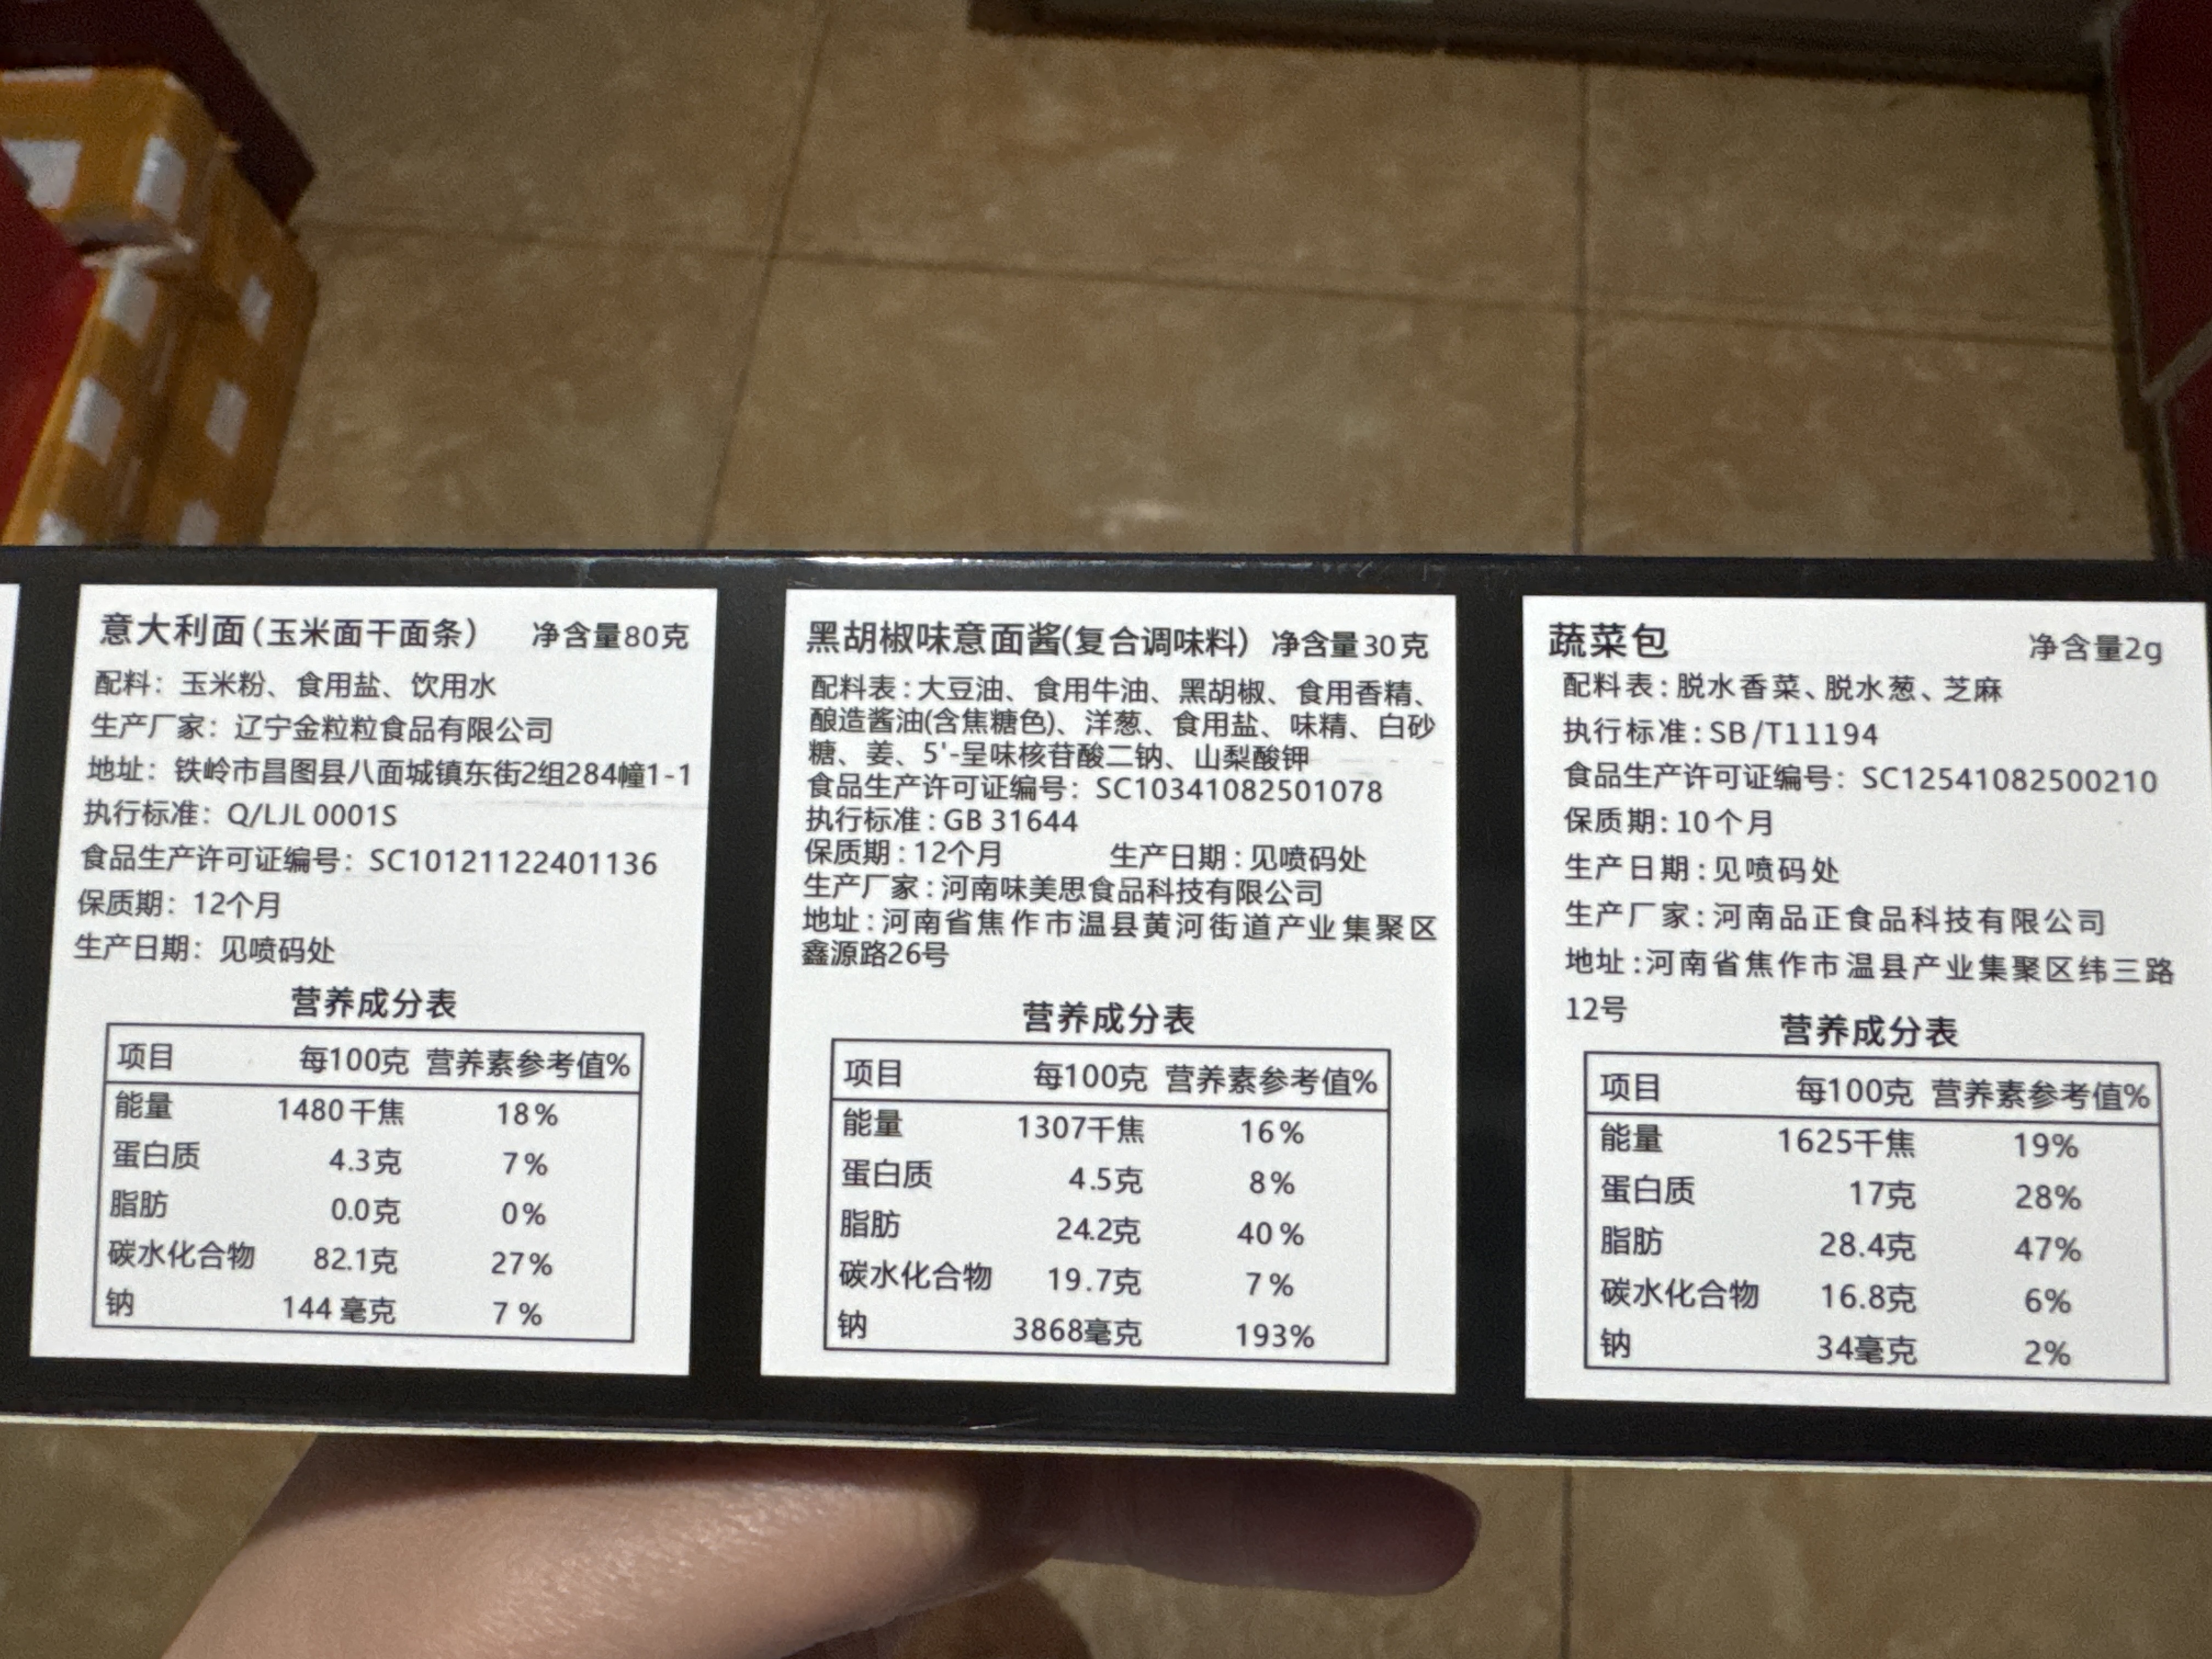 意大利面(玉米面干面条) 净含量80克
配料：玉米粉、食用盐、饮用水
生产厂家：辽宁金粒粒食品有限公司
地址：铁岭市昌图县八面城镇东街2组284幢1-1
执行标准：Q/LJL 0001S
食品生产许可证编号：SC10121122401136
保质期：12个月
生产日期：见喷码处
营养成分表
项目 每100克 营养素参考值%
能量 1480千焦 18%
蛋白质 4.3克 7%
脂肪 0.0克 0%
碳水化合物 82.1克 27%
钠 144毫克 7%
黑胡椒味意面酱(复合调味料) 净含量30克
配料表:大豆油、食用牛油、黑胡椒、食用香精、
酿造酱油(含焦糖色)、洋葱、食用盐、味精、白砂
糖、姜、5'-呈味核苷酸二钠、山梨酸钾
食品生产许可证编号：SC10341082501078
执行标准:GB 31644
保质期:12个月 生产日期:见喷码处
生产厂家:河南味美思食品科技有限公司
地址:河南省焦作市温县黄河街道产业集聚区
鑫源路26号
营养成分表
项目 每100克 营养素参考值%
能量 1307千焦 16%
蛋白质 4.5克 8%
脂肪 24.2克 40%
碳水化合物 19.7克 7%
钠 3868毫克 193%
蔬菜包 净含量2g
配料表:脱水香菜、脱水葱、芝麻
执行标准:SB/T11194
食品生产许可证编号：SC12541082500210
保质期:10个月
生产日期:见喷码处
生产厂家:河南品正食品科技有限公司
地址:河南省焦作市温县产业集聚区纬三路
12号
营养成分表
项目 每100克 营养素参考值%
能量 1625千焦 19%
蛋白质 17克 28%
脂肪 28.4克 47%
碳水化合物 16.8克 6%
钠 34毫克 2%